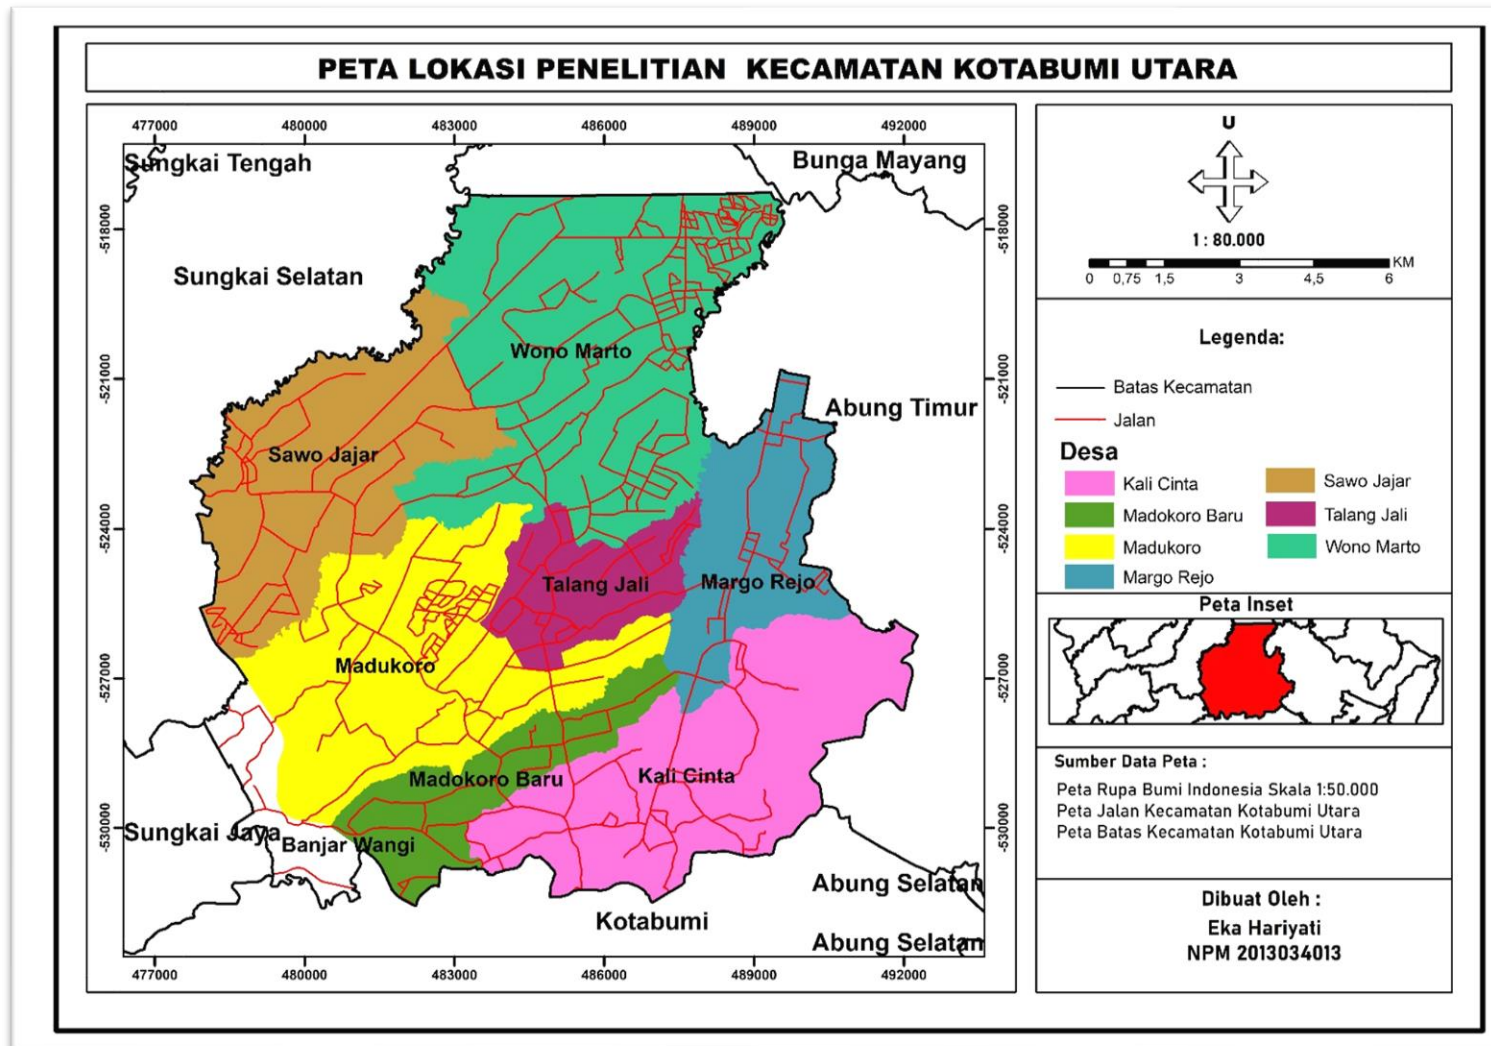 PETA LOKASI PENELITIAN KECAMATAN KOTABUMI UTARA
477000 480000 483000 486000 489000 492000
Sungkai Tengah
Bunga Mayang
-518000 -518000
Sungkai Selatan
Wono Marto
-521000 -521000
Abung Timur
Sawo Jajar
-524000 -524000
Talang Jali
Margo Rejo
Madukoro
-527000 -527000
Madokoro Baru
Kali Cinta
-530000 -530000
Sungkai Jaya
Banjar Wangi
Abung Selatan
Kotabumi
Abung Selatan
477000 480000 483000 486000 489000 492000
U
1 : 80.000
KM
0 0,75 1,5 3 4,5 6
Legenda:
Batas Kecamatan
Jalan
Desa
Kali Cinta
Madokoro Baru
Madukoro
Margo Rejo
Sawo Jajar
Talang Jali
Wono Marto
Peta Inset
Sumber Data Peta :
Peta Rupa Bumi Indonesia Skala 1:50.000
Peta Jalan Kecamatan Kotabumi Utara
Peta Batas Kecamatan Kotabumi Utara
Dibuat Oleh :
Eka Hariyati
NPM 2013034013